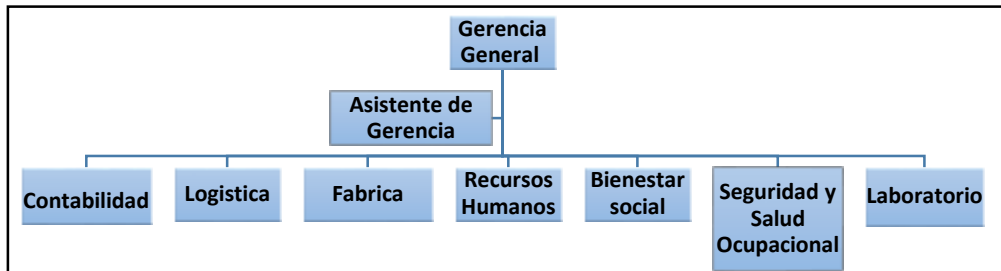 Gerencia
General
Asistente de
Gerencia
Contabilidad
Logistica
Fabrica
Recursos
Humanos
Bienestar
social
Seguridad y
Salud
Ocupacional
Laboratorio